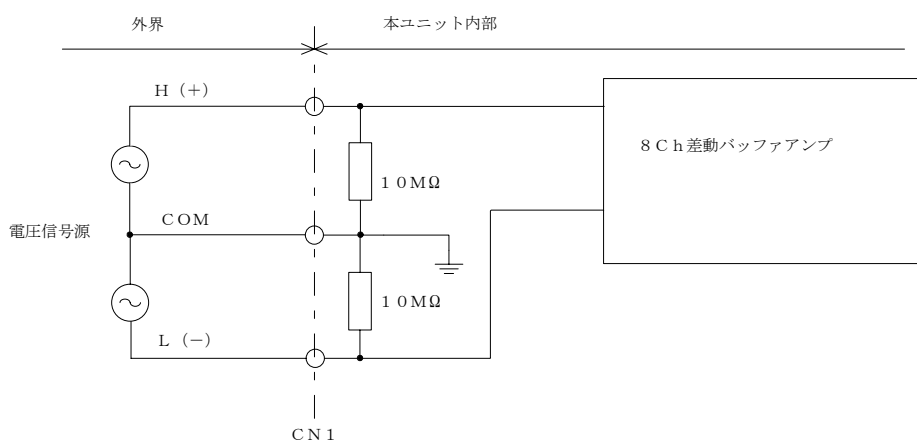 外界
本ユニット内部
H (+)
8Ch差動バッファアンプ
10MΩ
COM
電圧信号源
10MΩ
L (−)
CN1